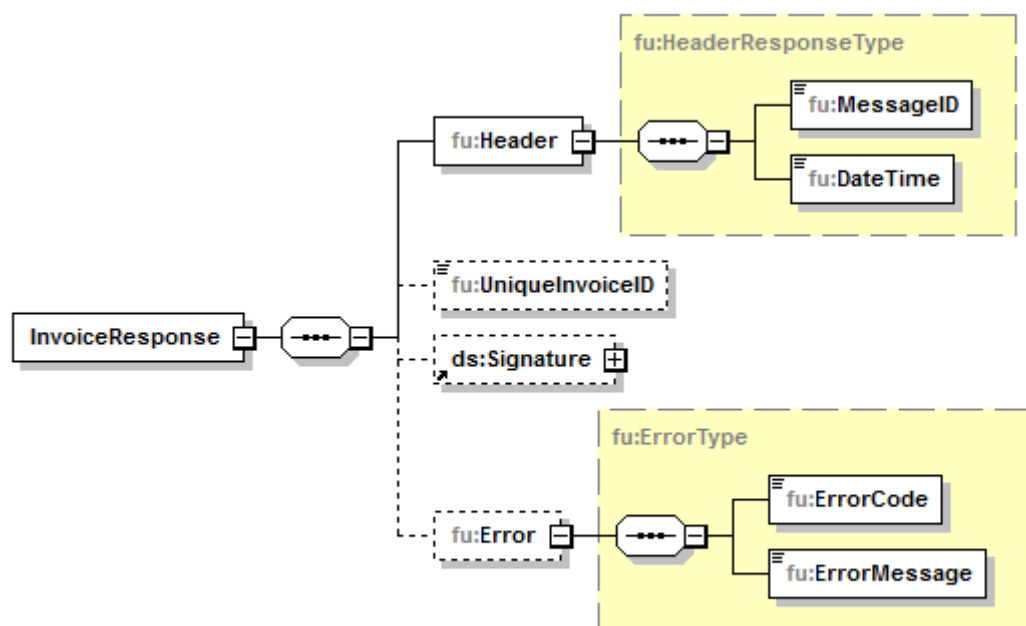 fu:HeaderResponseType
fu:MessageID
fu:Header
fu:DateTime
fu:UniqueInvoiceID
InvoiceResponse
ds:Signature
fu:ErrorType
fu:ErrorCode
fu:Error
fu:ErrorMessage